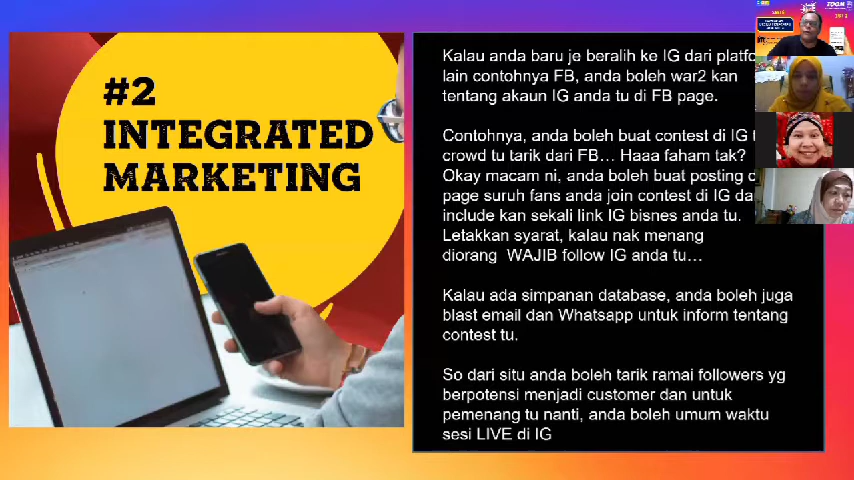 #2
INTEGRATED
MARKETING
Kalau anda baru je beralih ke IG dari
lain contohnya FB, anda boleh war2 kan
tentang akaun IG anda tu di FB page.
Contohnya, anda boleh buat contest di IG
crowd tu tarik dari FB... Haaa faham tak?
Okay macam ni, anda boleh buat posting
page suruh fans anda join contest di IG
include kan sekali link IG bisnes anda tu.
Letakkan syarat, kalau nak menang
diorang WAJIB follow IG anda tu...
Kalau ada simpanan database, anda boleh juga
blast email dan Whatsapp untuk inform tentang
contest tu.
So dari situ anda boleh tarik ramai followers yg
berpotensi menjadi customer dan untuk
pemenang tu nanti, anda boleh umum waktu
sesi LIVE di IG